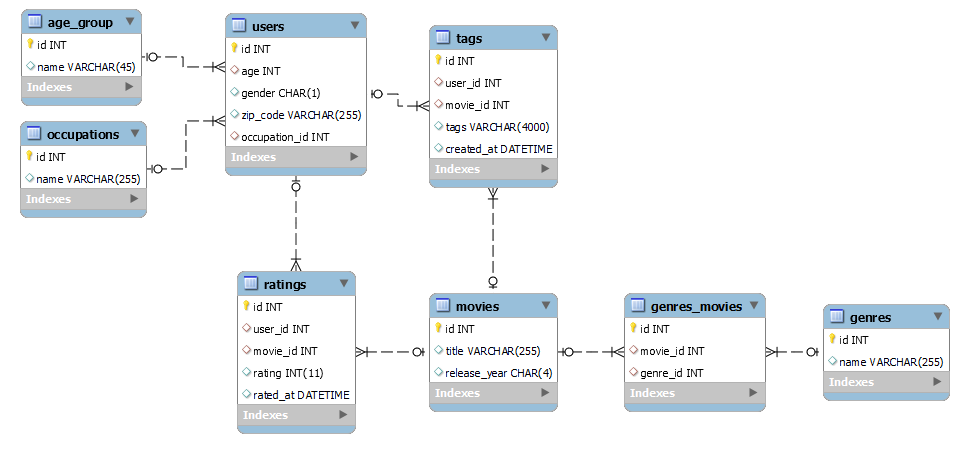 age_group
id INT
name VARCHAR(45)
Indexes
occupations
id INT
name VARCHAR(255)
Indexes
users
id INT
age INT
gender CHAR(1)
zip_code VARCHAR(255)
occupation_id INT
Indexes
tags
id INT
user_id INT
movie_id INT
tags VARCHAR(4000)
created_at DATETIME
Indexes
ratings
id INT
user_id INT
movie_id INT
rating INT(11)
rated_at DATETIME
Indexes
movies
id INT
title VARCHAR(255)
release_year CHAR(4)
Indexes
genres_movies
id INT
movie_id INT
genre_id INT
Indexes
genres
id INT
name VARCHAR(255)
Indexes